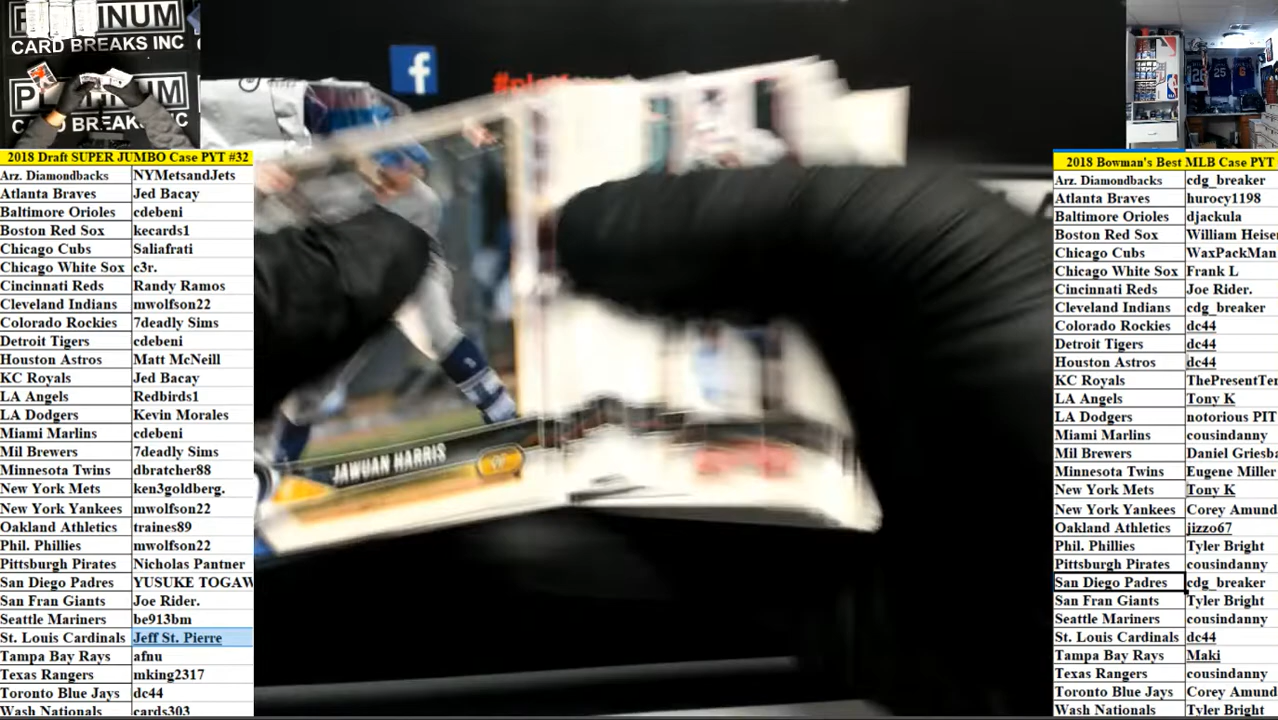 PLATINUM
CARD BREAKS INC
PLATINUM
CARD BREAKS INC
f
2018 Draft SUPER JUMBO Case PYT #32
Arz. Diamondbacks NYMetsandJets
Atlanta Braves Jed Bacay
Baltimore Orioles cdebeni
Boston Red Sox kecards1
Chicago Cubs Saliafrati
Chicago White Sox c3r.
Cincinnati Reds Randy Ramos
Cleveland Indians mwolfson22
Colorado Rockies 7deadly Sims
Detroit Tigers cdebeni
Houston Astros Matt McNeill
KC Royals Jed Bacay
LA Angels Redbirds1
LA Dodgers Kevin Morales
Miami Marlins cdebeni
Mil Brewers 7deadly Sims
Minnesota Twins dbratcher88
New York Mets ken3goldberg.
New York Yankees mwolfson22
Oakland Athletics traines89
Phil. Phillies mwolfson22
Pittsburgh Pirates Nicholas Pantner
San Diego Padres YUSUKE TOGAW
San Fran Giants Joe Rider.
Seattle Mariners be913bm
St. Louis Cardinals Jeff St. Pierre
Tampa Bay Rays afnu
Texas Rangers mking2317
Toronto Blue Jays dc44
Wash Nationals cards303
JAWUAN HARRIS
2018 Bowman's Best MLB Case PYT
Arz. Diamondbacks cdg_breaker
Atlanta Braves hurocy1198
Baltimore Orioles djackula
Boston Red Sox William Heise
Chicago Cubs WaxPackMan
Chicago White Sox Frank L
Cincinnati Reds Joe Rider.
Cleveland Indians cdg_breaker
Colorado Rockies dc44
Detroit Tigers dc44
Houston Astros dc44
KC Royals ThePresentTer
LA Angels Tony K
LA Dodgers notorious PIT
Miami Marlins cousindanny
Mil Brewers Daniel Griesba
Minnesota Twins Eugene Miller
New York Mets Tony K
New York Yankees Corey Amund
Oakland Athletics jizzo67
Phil. Phillies Tyler Bright
Pittsburgh Pirates cousindanny
San Diego Padres cdg_breaker
San Fran Giants Tyler Bright
Seattle Mariners cousindanny
St. Louis Cardinals dc44
Tampa Bay Rays Maki
Texas Rangers cousindanny
Toronto Blue Jays Corey Amund
Wash Nationals Tyler Bright